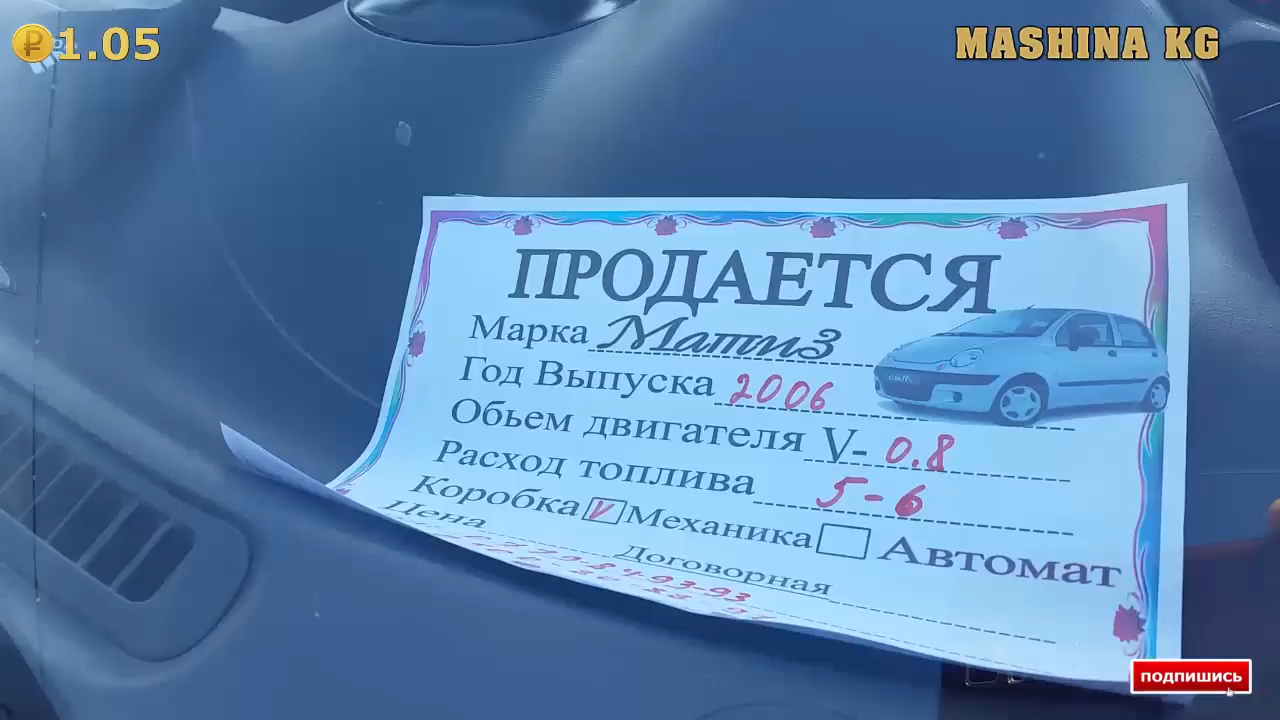 1.05
MASHINA KG
ПРОДАЕТСЯ
Марка Матиз
Год Выпуска 2006
Обьем двигателя V- 0.8
Расход топлива 5-6
Коробка V Механика Автомат
Цена
Договорная
подпишись